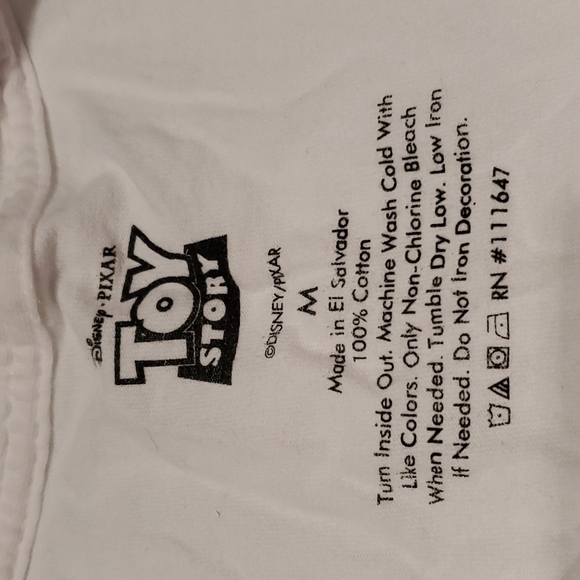 Disney·PIXAR
TOY
STORY
©DISNEY/PIXAR
M
Made in El Salvador
100% Cotton
Turn Inside Out. Machine Wash Cold With
Like Colors. Only Non-Chlorine Bleach
When Needed. Tumble Dry Low. Low Iron
If Needed. Do Not Iron Decoration.
RN #111647